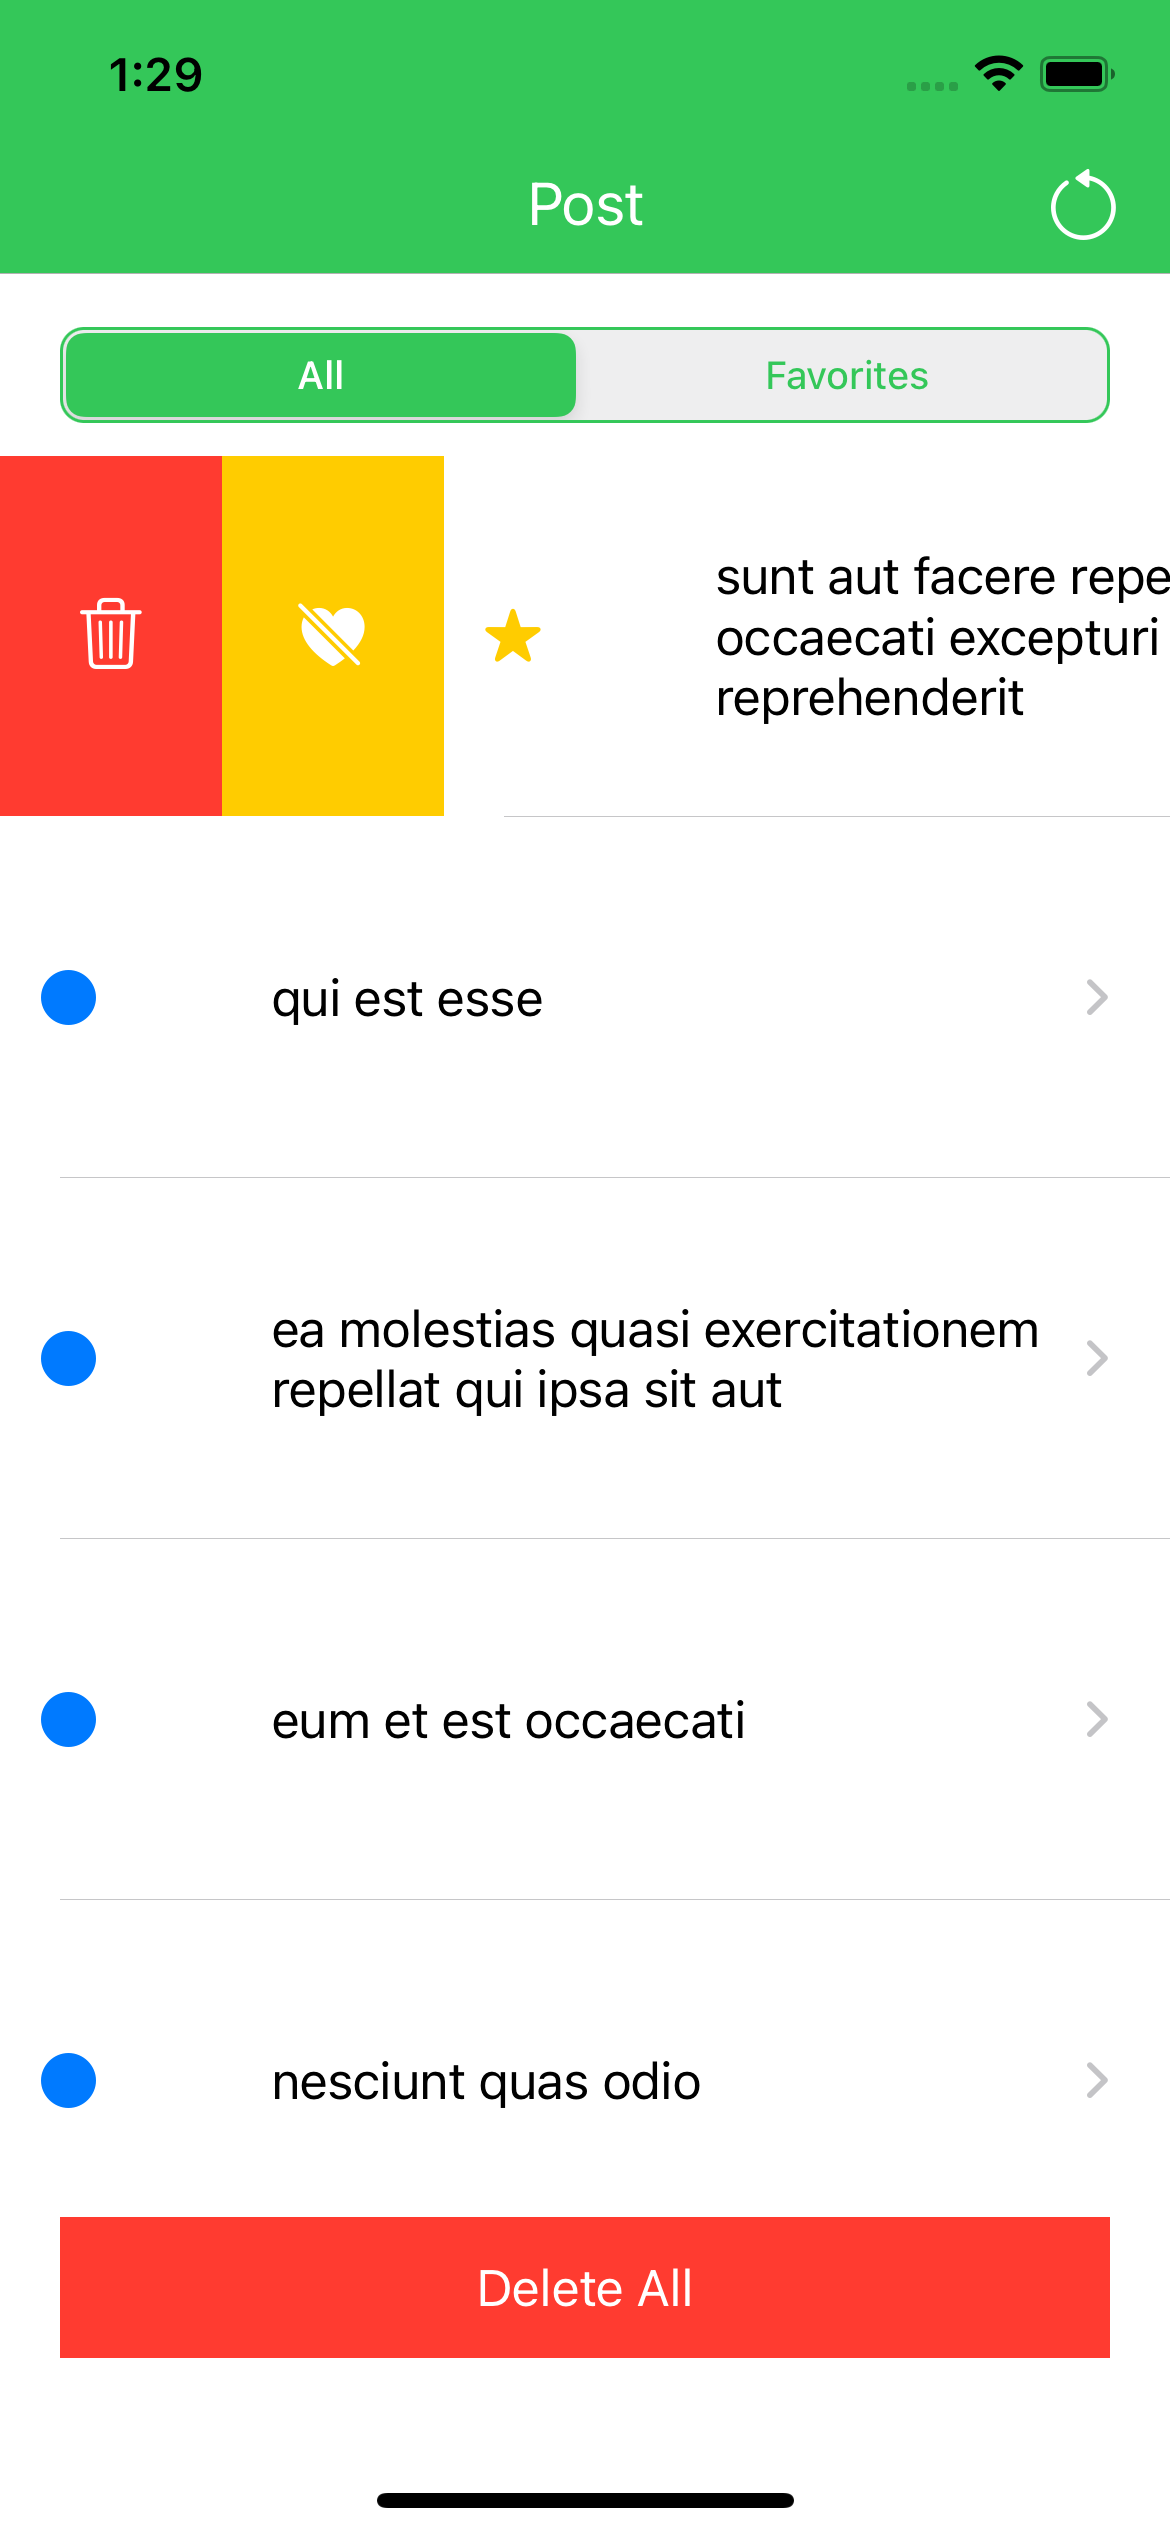 1:29
Post
All
Favorites
sunt aut facere repe
occaecati excepturi
reprehenderit
qui est esse
ea molestias quasi exercitationem
repellat qui ipsa sit aut
eum et est occaecati
nesciunt quas odio
Delete All